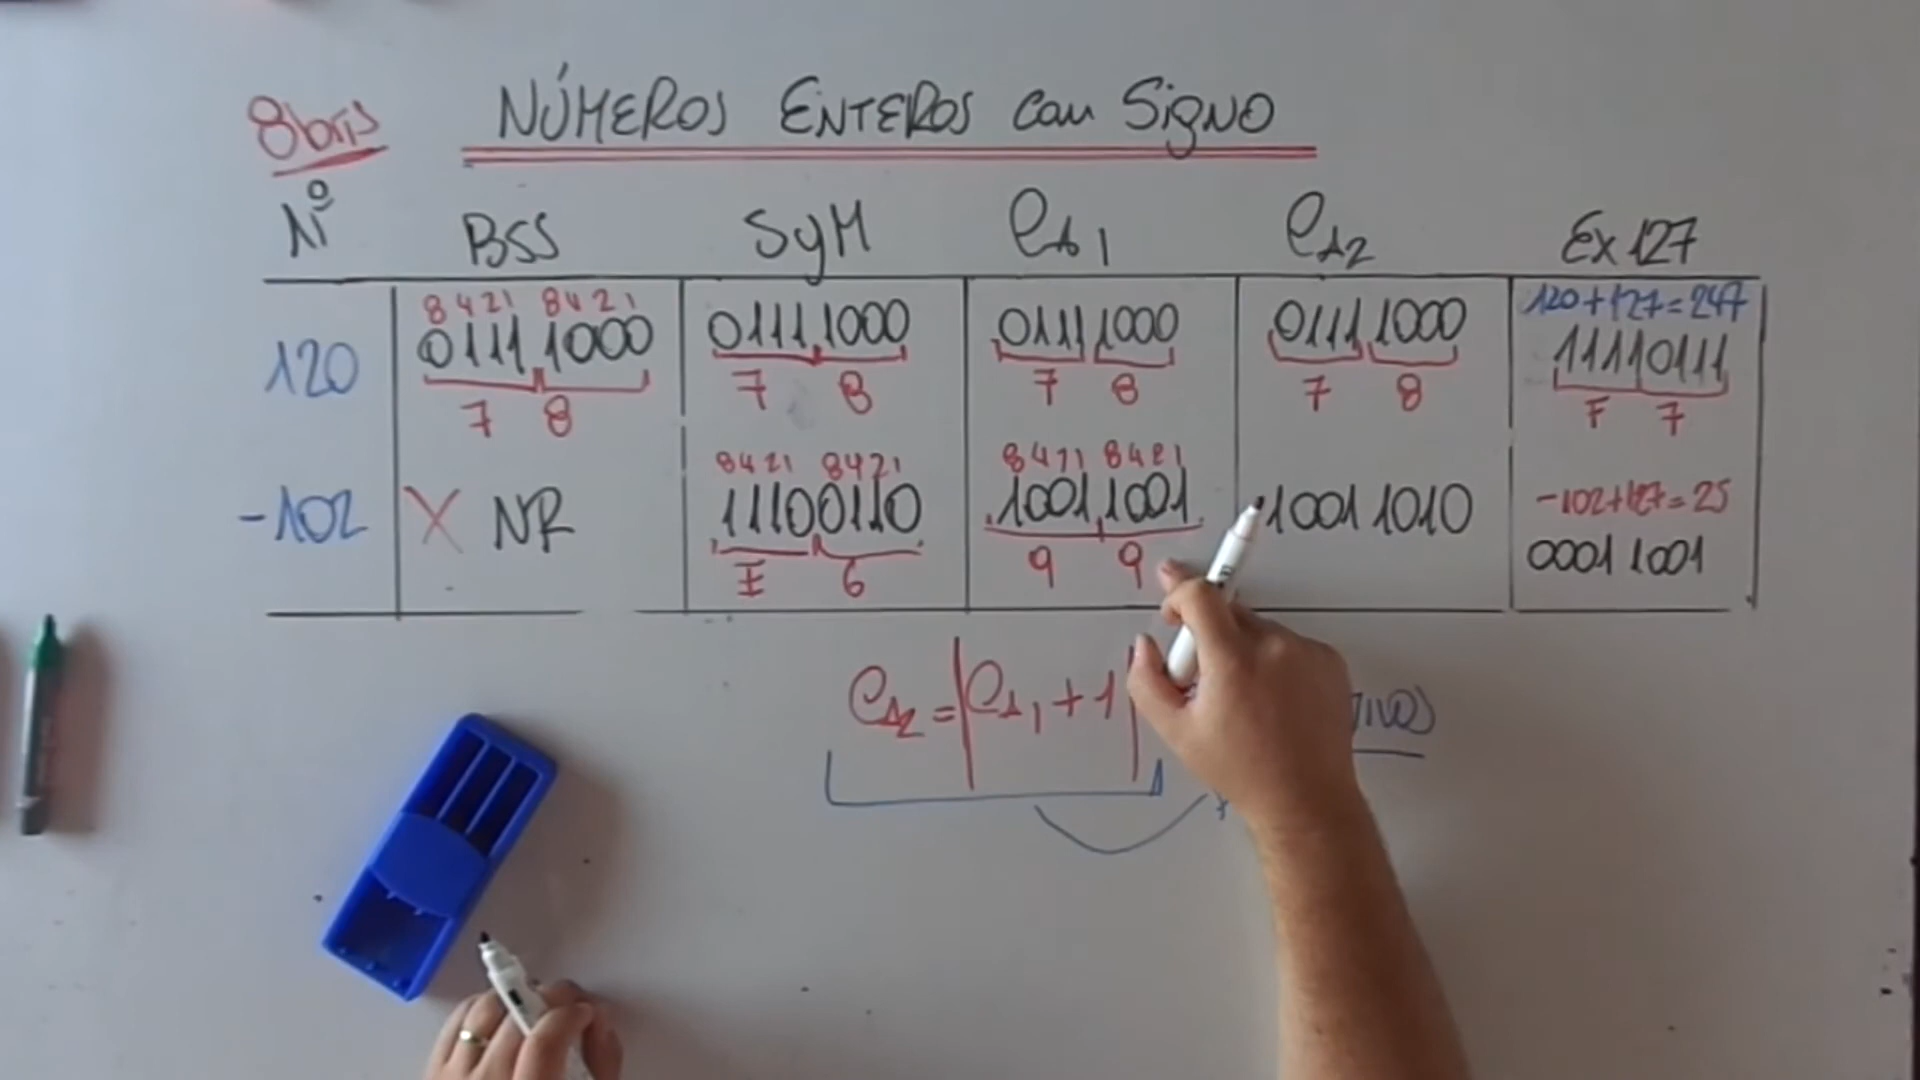 8bits NÚMEROS ENTEROS con SIGNO
Nº BSS SyM CA1 CA2 Ex127
8421 8421 120+127=247
120 0111 1000 0111 1000 0111 1000 0111 1000 1111 0111
7 8 7 8 7 8 7 8 F 7
8421 8421 8421 8421
-102 X NR 1110 0110 1001 1001 1001 1010 -102+127=25
E 6 9 9 0001 1001
CA2 = CA1 + 1